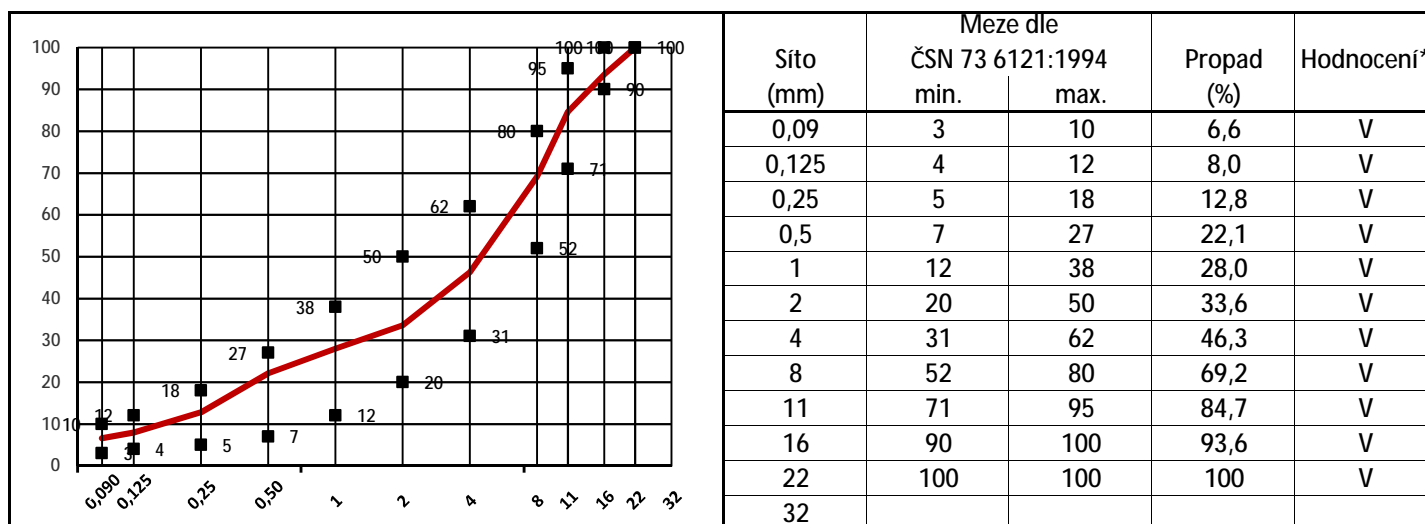 100
90
80
70
60
50
40
30
20
10
0
10 12 18 27 38 50 62 80 95 100 100 100
3 4 5 7 12 20 31 52 71 90
0,090 0,125 0,25 0,50 1 2 4 8 11 16 22 32
Meze dle
Síto ČSN 73 6121:1994 Propad Hodnocení*
(mm) min. max. (%)
0,09 3 10 6,6 V
0,125 4 12 8,0 V
0,25 5 18 12,8 V
0,5 7 27 22,1 V
1 12 38 28,0 V
2 20 50 33,6 V
4 31 62 46,3 V
8 52 80 69,2 V
11 71 95 84,7 V
16 90 100 93,6 V
22 100 100 100 V
32